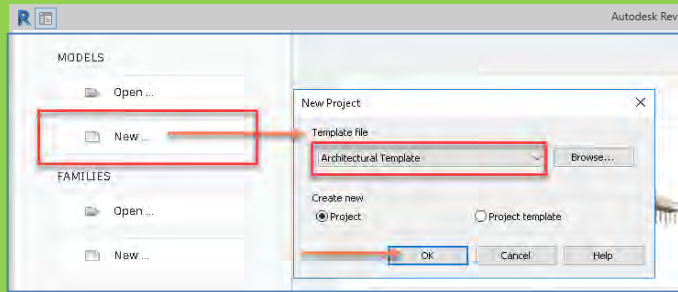 R
Autodesk Rev
MODELS
Open ...
New ...
FAMILIES
Open ...
New ...
New Project
Template file
Architectural Template
Browse...
Create new
Project
Project template
OK
Cancel
Help